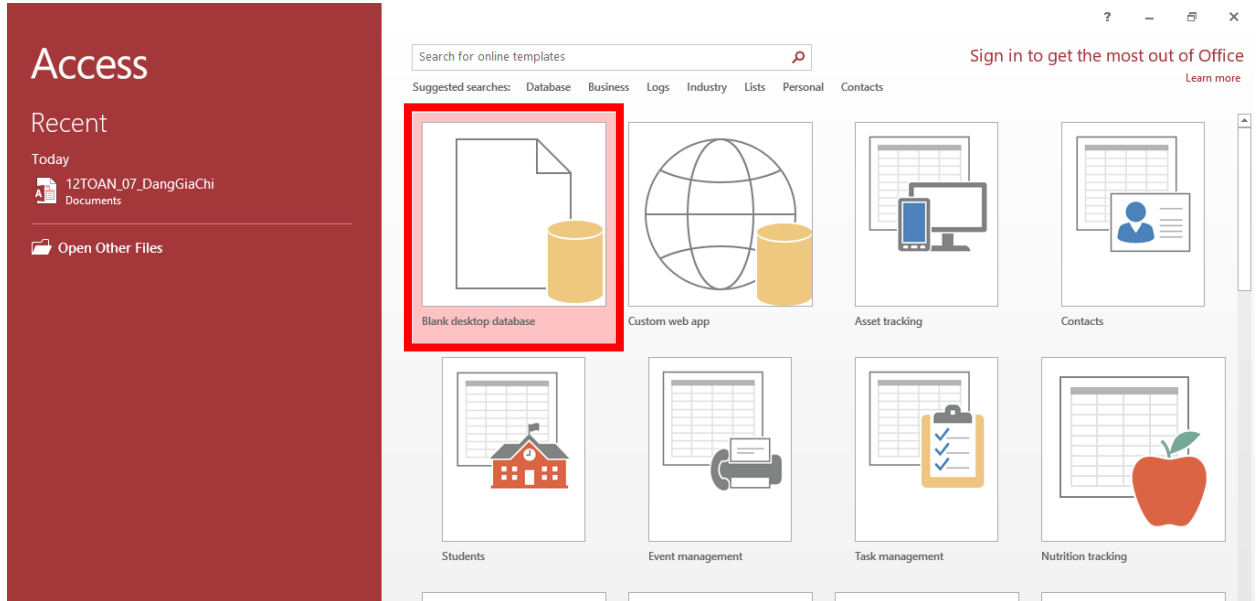 ?
Access
Search for online templates
Sign in to get the most out of Office
Learn more
Suggested searches: Database Business Logs Industry Lists Personal Contacts
Recent
Today
12TOAN_07_DangGiaChi
Documents
Open Other Files
A
Blank desktop database
Custom web app
Asset tracking
Contacts
Students
Event management
Task management
Nutrition tracking